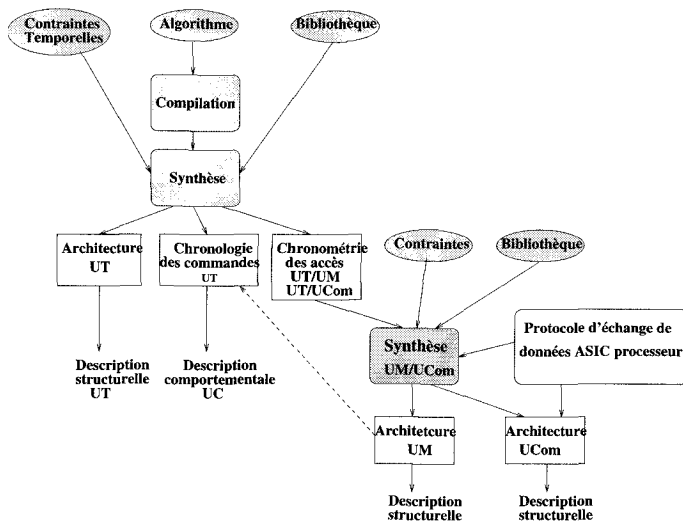 Contraintes
Temporelles
Algorithme
Bibliothèque
Compilation
Synthèse
Architecture
UT
Chronologie
des commandes
UT
Chronométrie
des accès
UT/UM
UT/UCom
Contraintes
Bibliothèque
Protocole d'échange de
données ASIC processeur
Synthèse
UM/UCom
Description
structurelle
UT
Description
comportementale
UC
Architetcure
UM
Architecture
UCom
Description
structurelle
Description
structurelle